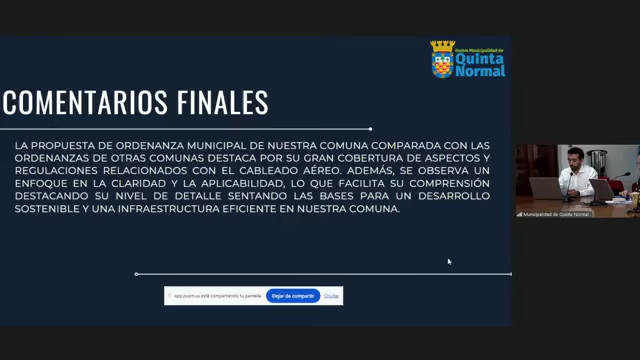 Ilustre Municipalidad de
Quinta
Normal
COMENTARIOS FINALES
LA PROPUESTA DE ORDENANZA MUNICIPAL DE NUESTRA COMUNA COMPARADA CON LAS
ORDENANZAS DE OTRAS COMUNAS DESTACA POR SU GRAN COBERTURA DE ASPECTOS Y
REGULACIONES RELACIONADOS CON EL CABLEADO AÉREO. ADEMÁS, SE OBSERVA UN
ENFOQUE EN LA CLARIDAD Y LA APLICABILIDAD, LO QUE FACILITA SU COMPRENSIÓN
DESTACANDO SU NIVEL DE DETALLE SENTANDO LAS BASES PARA UN DESARROLLO
SOSTENIBLE Y UNA INFRAESTRUCTURA EFICIENTE EN NUESTRA COMUNA.
Municipalidad de Quinta Normal
app.zoom.us está compartiendo tu pantalla.
Dejar de compartir
Ocultar